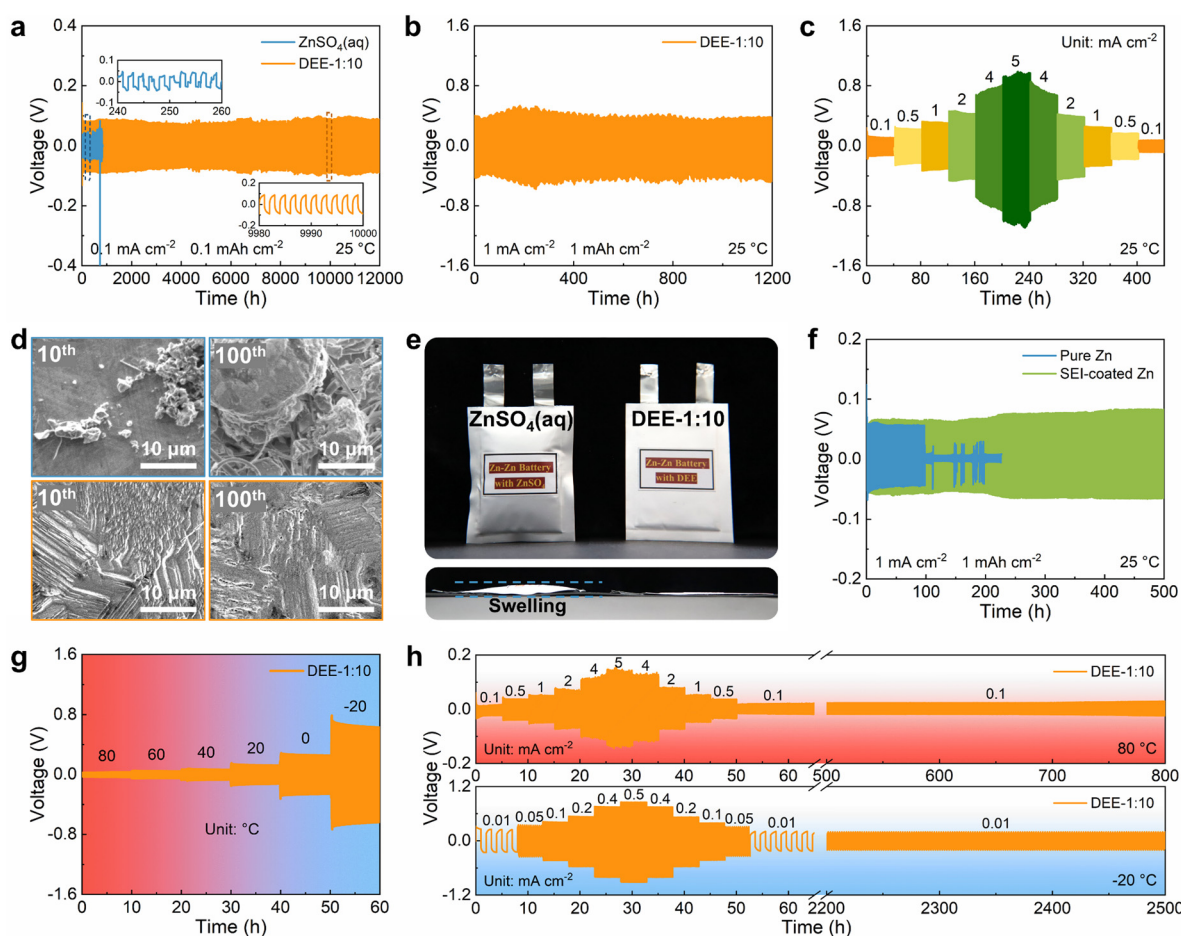 a
0.4
0.2
0.0
-0.2
-0.4
Voltage (V)
ZnSO₄(aq)
DEE-1:10
0.1
0.0
-0.1
240 250 260
0.2
0.0
-0.2
9980 9990 10000
0.1 mA cm⁻² 0.1 mAh cm⁻² 25 °C
0 2000 4000 6000 8000 10000 12000
Time (h)
b
1.6
0.8
0.0
-0.8
-1.6
Voltage (V)
DEE-1:10
1 mA cm⁻² 1 mAh cm⁻² 25 °C
0 400 800 1200
Time (h)
c
1.6
0.8
0.0
-0.8
-1.6
Voltage (V)
Unit: mA cm⁻²
0.1 0.5 1 2 4 5 4 2 1 0.5 0.1
25 °C
0 80 160 240 320 400
Time (h)
d
10th
10 µm
100th
10 µm
10th
10 µm
100th
10 µm
e
ZnSO₄(aq)
Zn-Zn Battery
with ZnSO₄
DEE-1:10
Zn-Zn Battery
with DEE
Swelling
f
0.2
0.1
0.0
-0.1
-0.2
Voltage (V)
Pure Zn
SEI-coated Zn
1 mA cm⁻² 1 mAh cm⁻² 25 °C
0 100 200 300 400 500
Time (h)
g
1.6
0.8
0.0
-0.8
-1.6
Voltage (V)
DEE-1:10
80 60 40 20 0 -20
Unit: °C
0 10 20 30 40 50 60
Time (h)
h
0.2
0.0
-0.2
Voltage (V)
DEE-1:10
0.1 0.5 1 2 4 5 4 2 1 0.5 0.1 0.1
Unit: mA cm⁻² 80 °C
0 10 20 30 40 50 60 500 600 700 800
1.2
0.0
-1.2
Voltage (V)
DEE-1:10
0.01 0.05 0.1 0.2 0.4 0.5 0.4 0.2 0.1 0.05 0.01 0.01
Unit: mA cm⁻² -20 °C
0 10 20 30 40 50 60 2200 2300 2400 2500
Time (h)